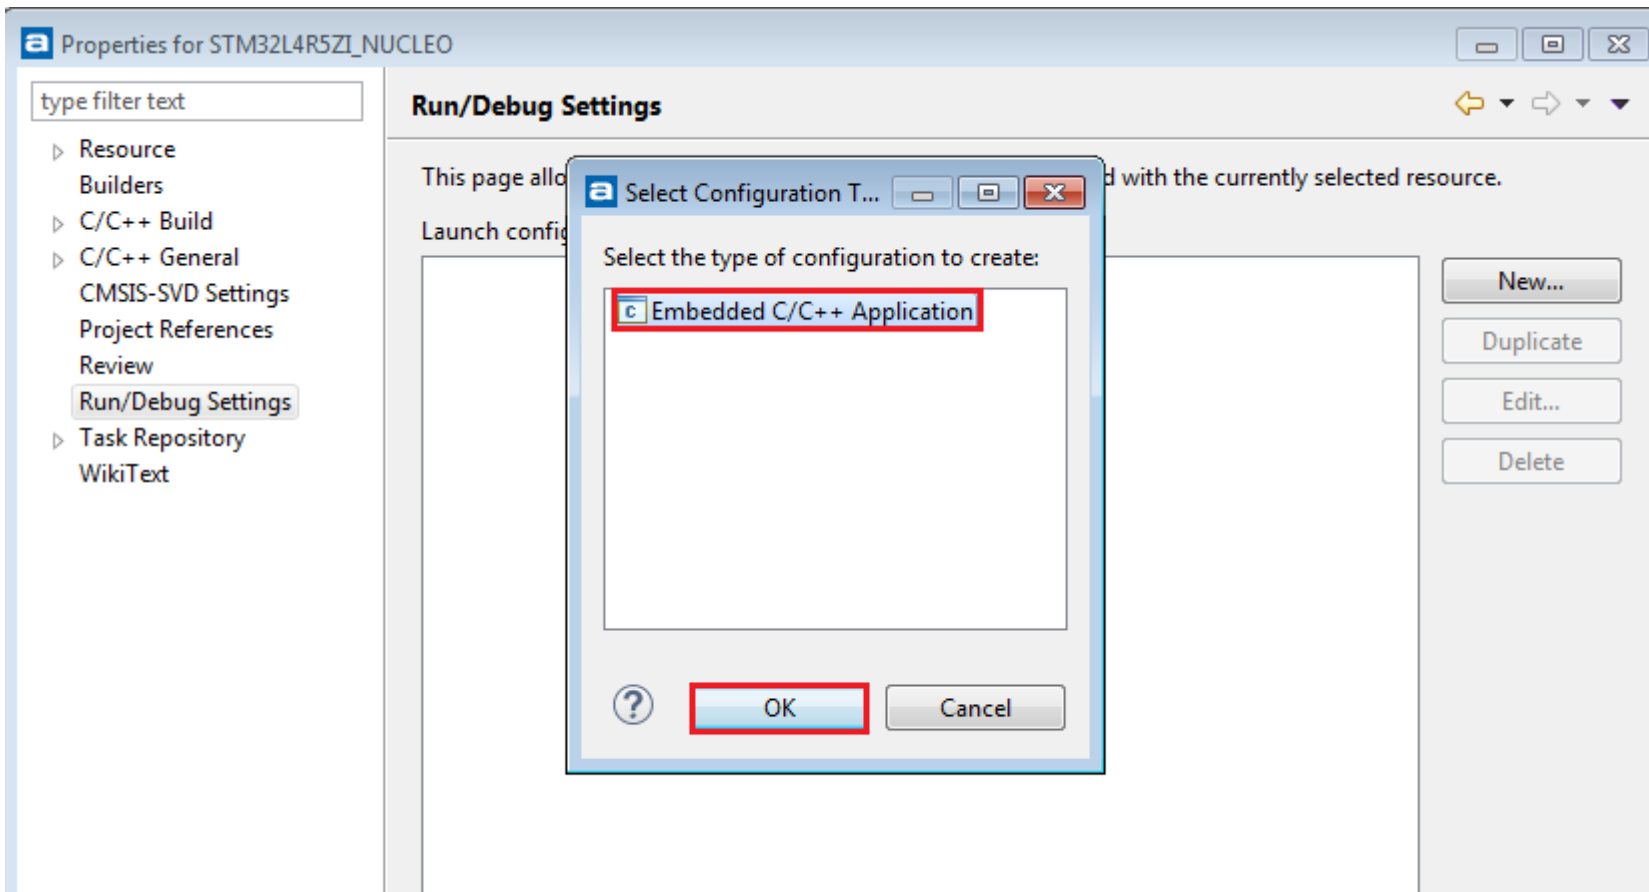 a Properties for STM32L4R5ZI_NUCLEO
type filter text
Resource
Builders
C/C++ Build
C/C++ General
CMSIS-SVD Settings
Project References
Review
Run/Debug Settings
Task Repository
WikiText
Run/Debug Settings
This page allo
d with the currently selected resource.
Launch config
New...
Duplicate
Edit...
Delete
a Select Configuration T...
Select the type of configuration to create:
c Embedded C/C++ Application
?
OK
Cancel